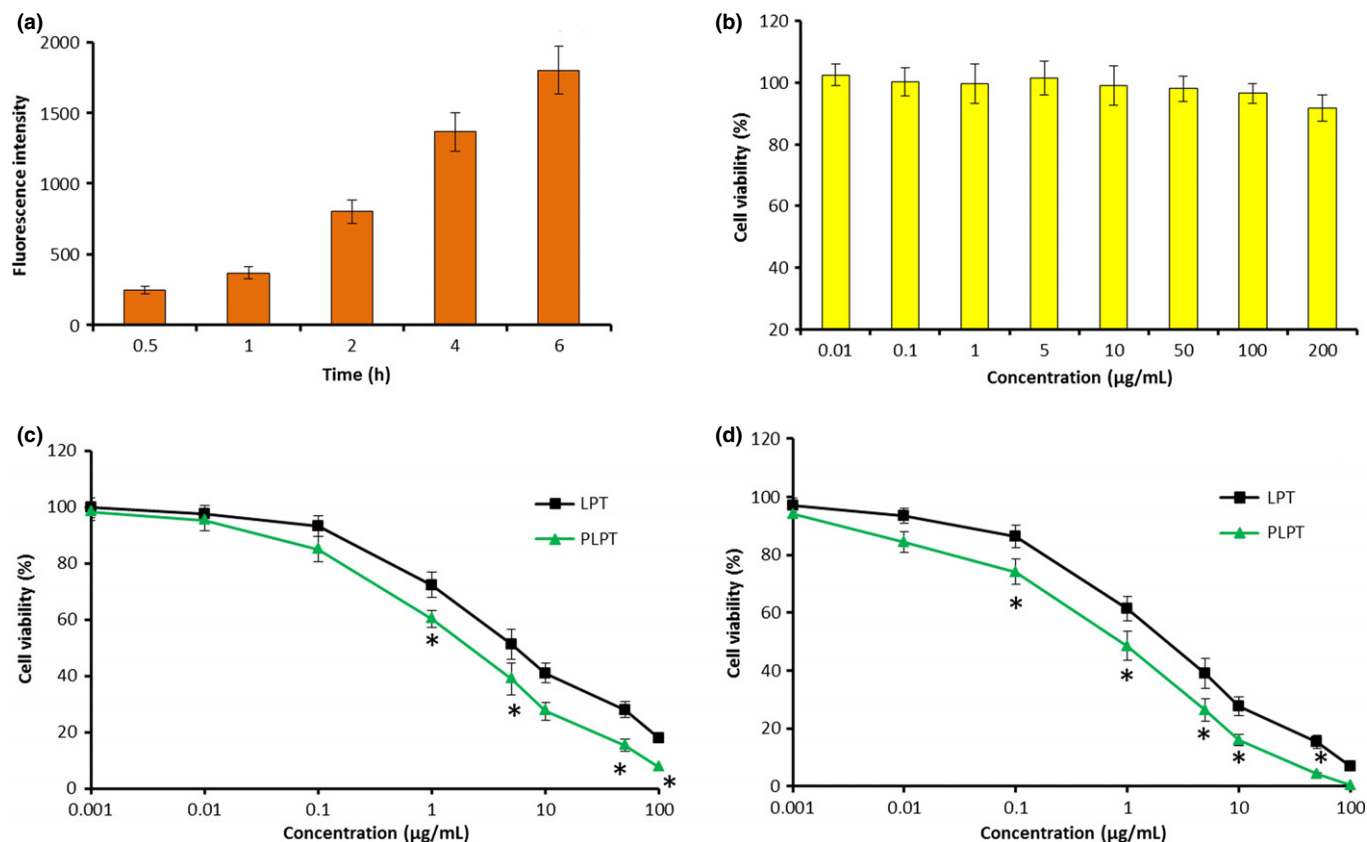 (a)
2000
1500
1000
500
0
Fluorescence intensity
0.5 1 2 4 6
Time (h)
(b)
120
100
80
60
40
20
Cell viability (%)
0.01 0.1 1 5 10 50 100 200
Concentration (µg/mL)
(c)
120
100
80
60
40
20
0
Cell viability (%)
LPT
PLPT
*
*
*
*
0.001 0.01 0.1 1 10 100
Concentration (µg/mL)
(d)
120
100
80
60
40
20
0
Cell viability (%)
LPT
PLPT
*
*
*
*
*
0.001 0.01 0.1 1 10 100
Concentration (µg/mL)